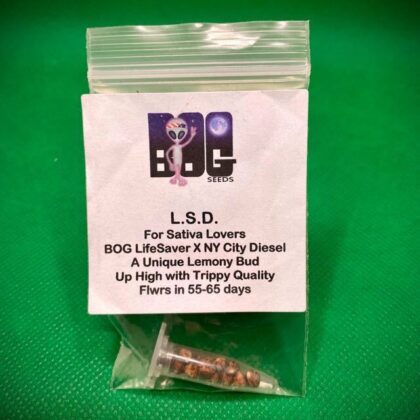 BOG
SEEDS
L.S.D.
For Sativa Lovers
BOG LifeSaver X NY City Diesel
A Unique Lemony Bud
Up High with Trippy Quality
Flwrs in 55-65 days